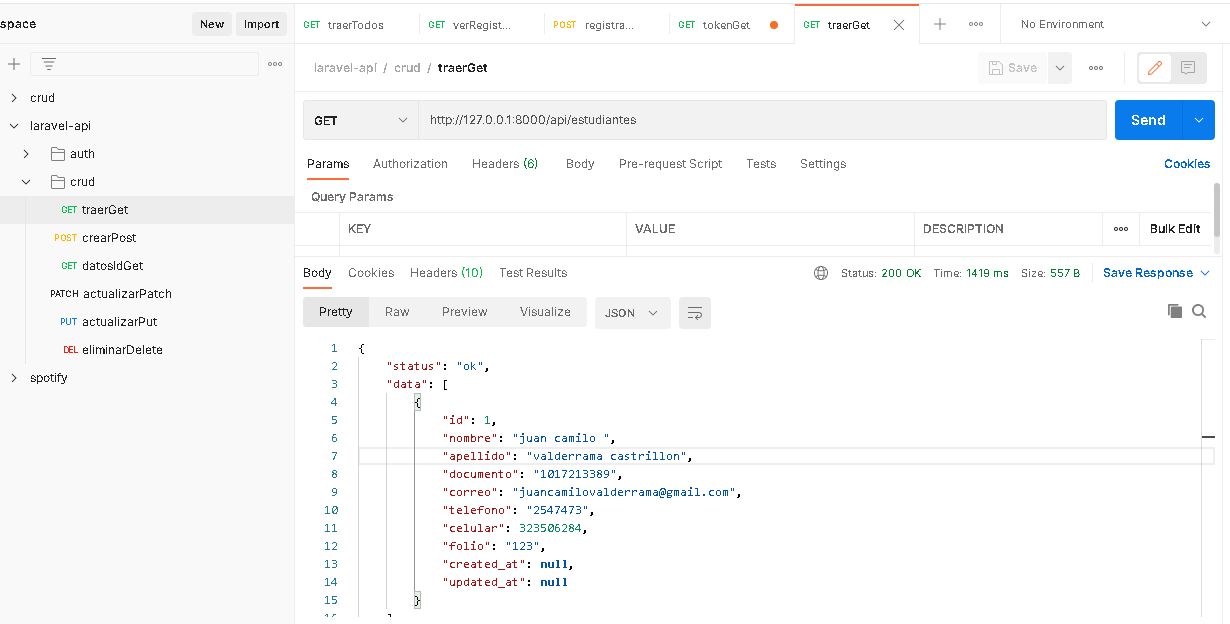 space New Import GET traerTodos GET verRegist... POST registra... GET tokenGet GET traerGet No Environment
laravel-api / crud / traerGet Save
crud
laravel-api
auth
crud
GET traerGet
POST crearPost
GET datosIdGet
PATCH actualizarPatch
PUT actualizarPut
DEL eliminarDelete
spotify
GET http://127.0.0.1:8000/api/estudiantes Send
Params Authorization Headers (6) Body Pre-request Script Tests Settings Cookies
Query Params
KEY VALUE DESCRIPTION Bulk Edit
Body Cookies Headers (10) Test Results Status: 200 OK Time: 1419 ms Size: 557 B Save Response
Pretty Raw Preview Visualize JSON
1 {
2 "status": "ok",
3 "data": [
4 {
5 "id": 1,
6 "nombre": "juan camilo ",
7 "apellido": "valderrama castrillon",
8 "documento": "1017213389",
9 "correo": "juancamilovalderrama@gmail.com",
10 "telefono": "2547473",
11 "celular": 323506284,
12 "folio": "123",
13 "created_at": null,
14 "updated_at": null
15 }